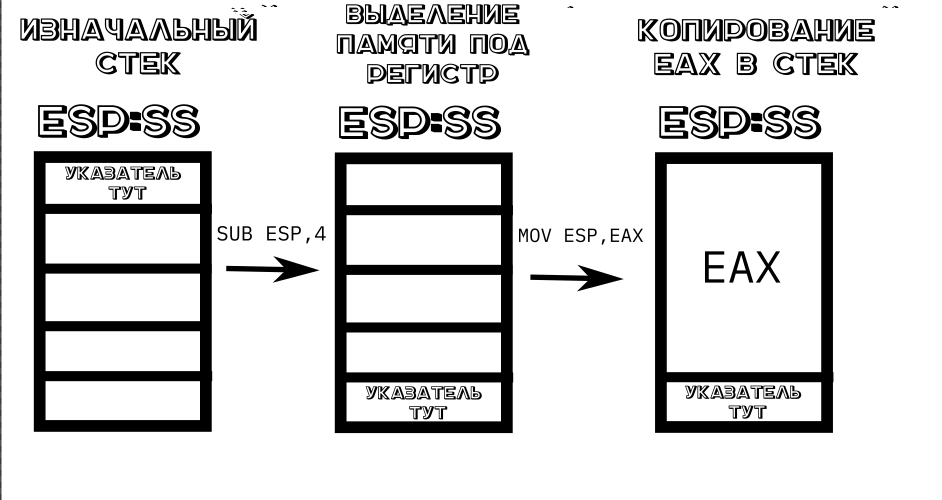 ИЗНАЧАЛЬНЫЙ
СТЕК
ESP:SS
УКАЗАТЕЛЬ
ТУТ
SUB ESP,4
ВЫДЕЛЕНИЕ
ПАМЯТИ ПОД
РЕГИСТР
ESP:SS
УКАЗАТЕЛЬ
ТУТ
MOV ESP,EAX
КОПИРОВАНИЕ
EAX В СТЕК
ESP:SS
EAX
УКАЗАТЕЛЬ
ТУТ